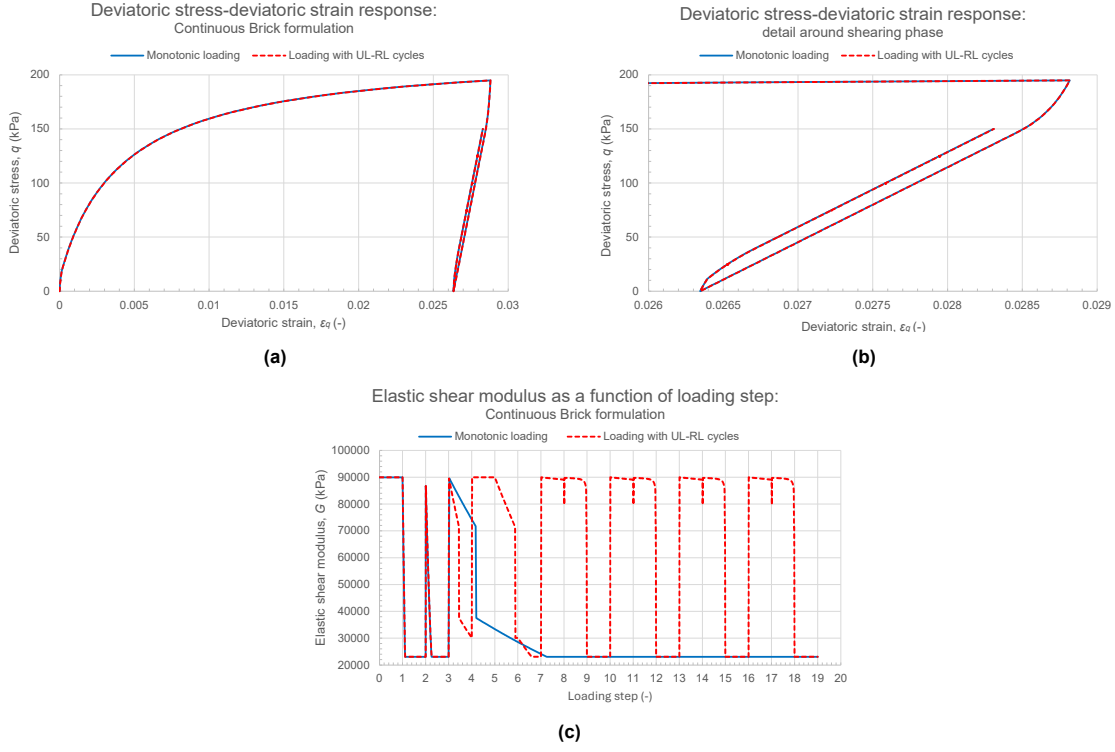 Deviatoric stress-deviatoric strain response:
Continuous Brick formulation
Monotonic loading
Loading with UL-RL cycles
200
150
100
50
0
Deviatoric stress, q (kPa)
0
0.005
0.01
0.015
0.02
0.025
0.03
Deviatoric strain, εq (-)
(a)
Deviatoric stress-deviatoric strain response:
detail around shearing phase
Monotonic loading
Loading with UL-RL cycles
200
150
100
50
0
Deviatoric stress, q (kPa)
0.026
0.0265
0.027
0.0275
0.028
0.0285
0.029
Deviatoric strain, εq (-)
(b)
Elastic shear modulus as a function of loading step:
Continuous Brick formulation
Monotonic loading
Loading with UL-RL cycles
100000
90000
80000
70000
60000
50000
40000
30000
20000
Elastic shear modulus, G (kPa)
0 1 2 3 4 5 6 7 8 9 10 11 12 13 14 15 16 17 18 19 20
Loading step (-)
(c)